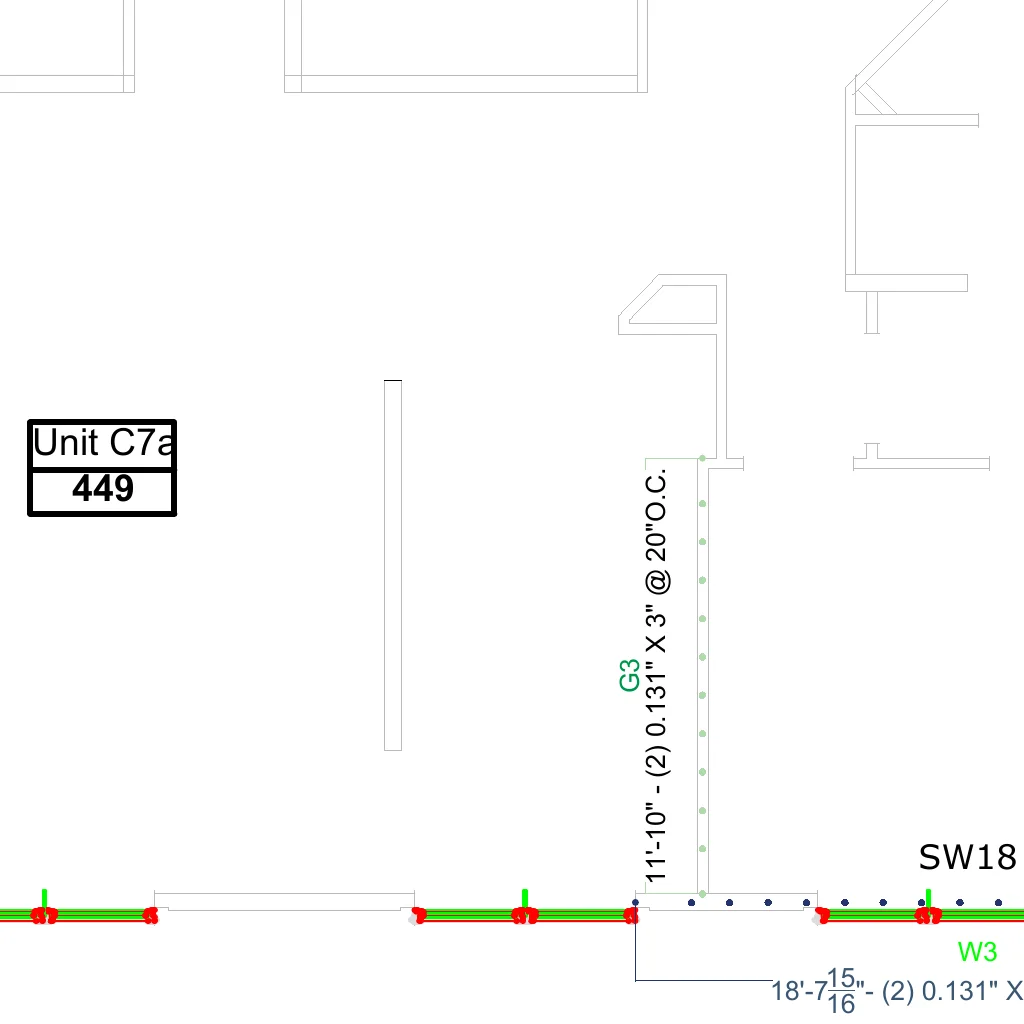 Unit C7a
449
11'-10" - (2) 0.131" X 3" @ 20"O.C.
G3
SW18
W3
18'-7 15/16"- (2) 0.131" X